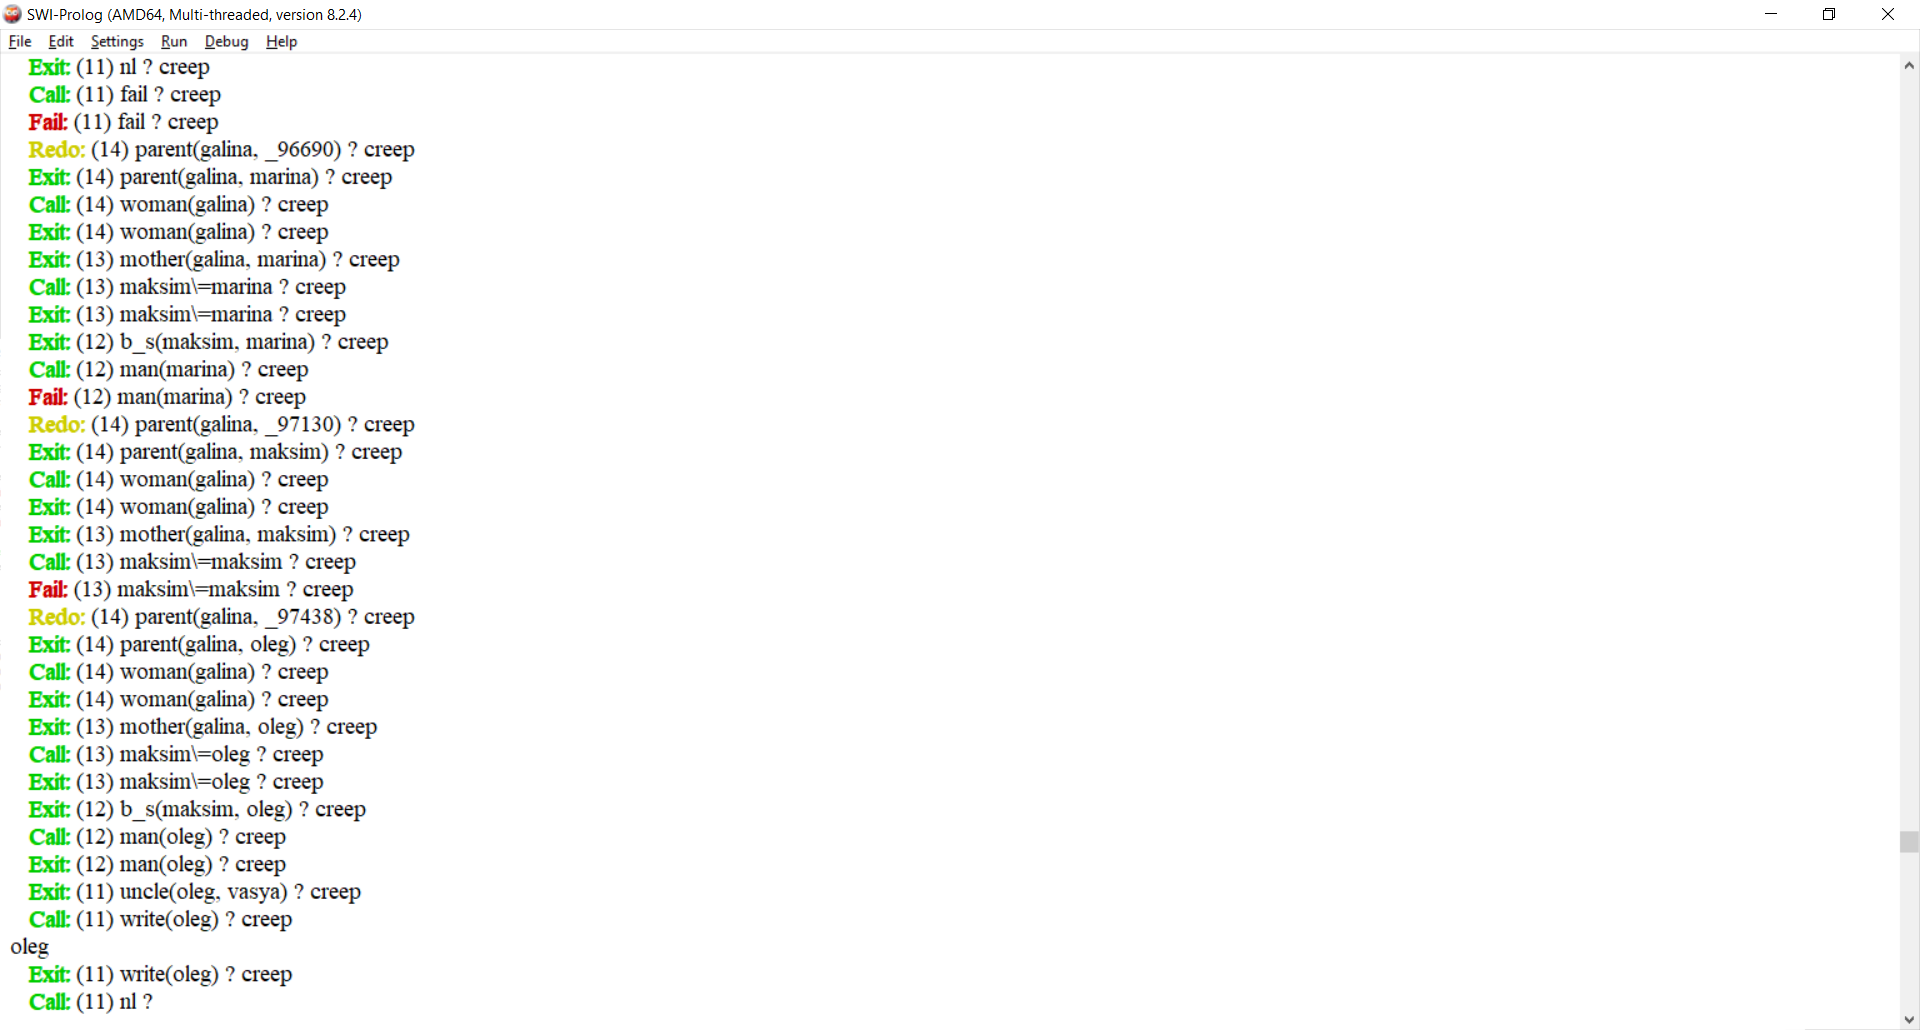 SWI-Prolog (AMD64, Multi-threaded, version 8.2.4)
File Edit Settings Run Debug Help
Exit: (11) nl ? creep
Call: (11) fail ? creep
Fail: (11) fail ? creep
Redo: (14) parent(galina, _96690) ? creep
Exit: (14) parent(galina, marina) ? creep
Call: (14) woman(galina) ? creep
Exit: (14) woman(galina) ? creep
Exit: (13) mother(galina, marina) ? creep
Call: (13) maksim\=marina ? creep
Exit: (13) maksim\=marina ? creep
Exit: (12) b_s(maksim, marina) ? creep
Call: (12) man(marina) ? creep
Fail: (12) man(marina) ? creep
Redo: (14) parent(galina, _97130) ? creep
Exit: (14) parent(galina, maksim) ? creep
Call: (14) woman(galina) ? creep
Exit: (14) woman(galina) ? creep
Exit: (13) mother(galina, maksim) ? creep
Call: (13) maksim\=maksim ? creep
Fail: (13) maksim\=maksim ? creep
Redo: (14) parent(galina, _97438) ? creep
Exit: (14) parent(galina, oleg) ? creep
Call: (14) woman(galina) ? creep
Exit: (14) woman(galina) ? creep
Exit: (13) mother(galina, oleg) ? creep
Call: (13) maksim\=oleg ? creep
Exit: (13) maksim\=oleg ? creep
Exit: (12) b_s(maksim, oleg) ? creep
Call: (12) man(oleg) ? creep
Exit: (12) man(oleg) ? creep
Exit: (11) uncle(oleg, vasya) ? creep
Call: (11) write(oleg) ? creep
oleg
Exit: (11) write(oleg) ? creep
Call: (11) nl ?